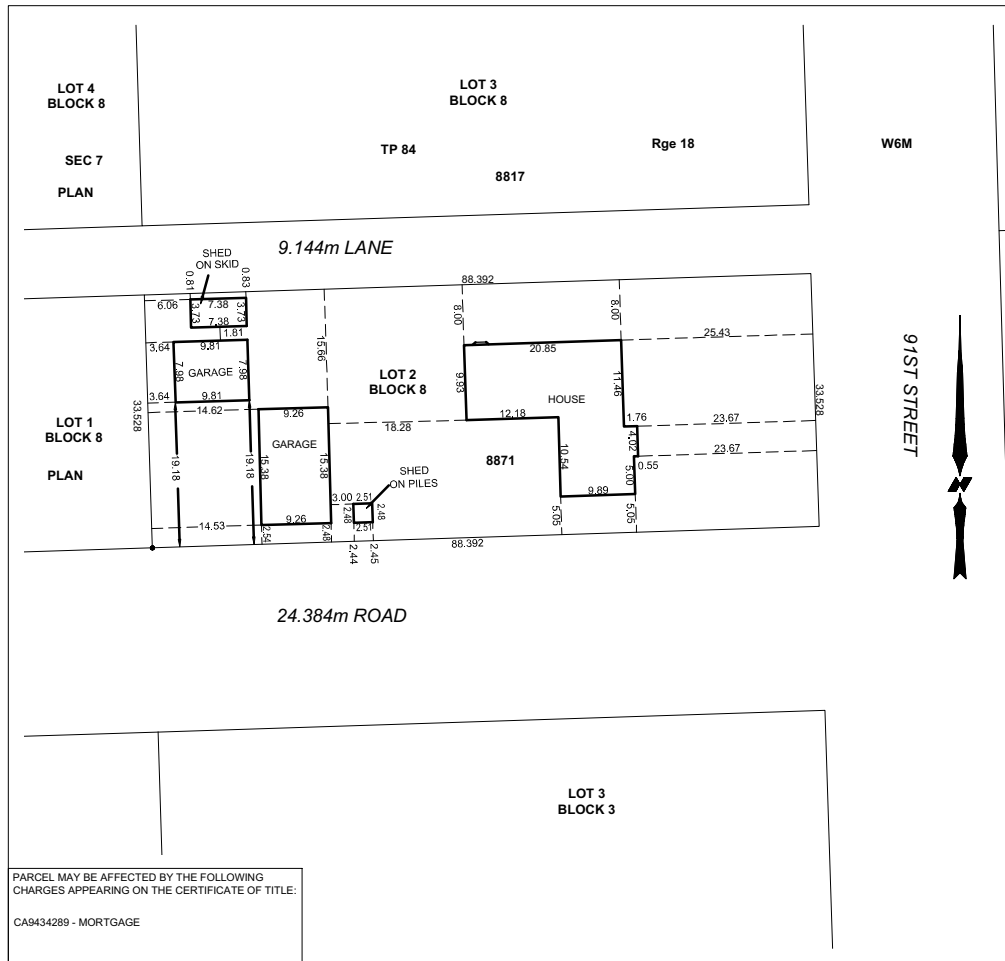 LOT 4
BLOCK 8
LOT 3
BLOCK 8
SEC 7
TP 84
Rge 18
W6M
PLAN
8817
9.144m LANE
SHED
ON SKID
0.81
0.83
88.392
6.06
7.38
3.73
3.73
7.38
8.00
8.00
1.81
25.43
3.64
9.81
15.66
20.85
7.98
GARAGE
7.98
LOT 2
BLOCK 8
9.93
11.46
91ST STREET
3.64
9.81
HOUSE
33.528
14.62
9.26
12.18
1.76
23.67
33.528
LOT 1
BLOCK 8
18.28
4.02
GARAGE
23.67
19.18
19.18
15.38
15.38
8871
10.54
0.55
PLAN
SHED
ON PILES
5.00
3.00
2.51
9.89
2.48
2.48
N
14.53
9.26
2.51
5.05
5.05
2.54
2.48
2.44
2.45
88.392
24.384m ROAD
LOT 3
BLOCK 3
PARCEL MAY BE AFFECTED BY THE FOLLOWING
CHARGES APPEARING ON THE CERTIFICATE OF TITLE:
CA9434289 - MORTGAGE